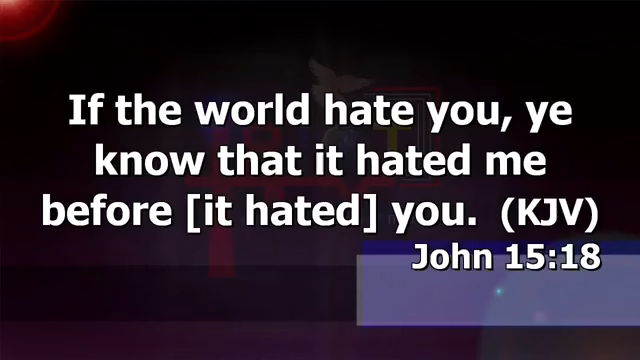 If the world hate you, ye
know that it hated me
before [it hated] you. (KJV)
John 15:18